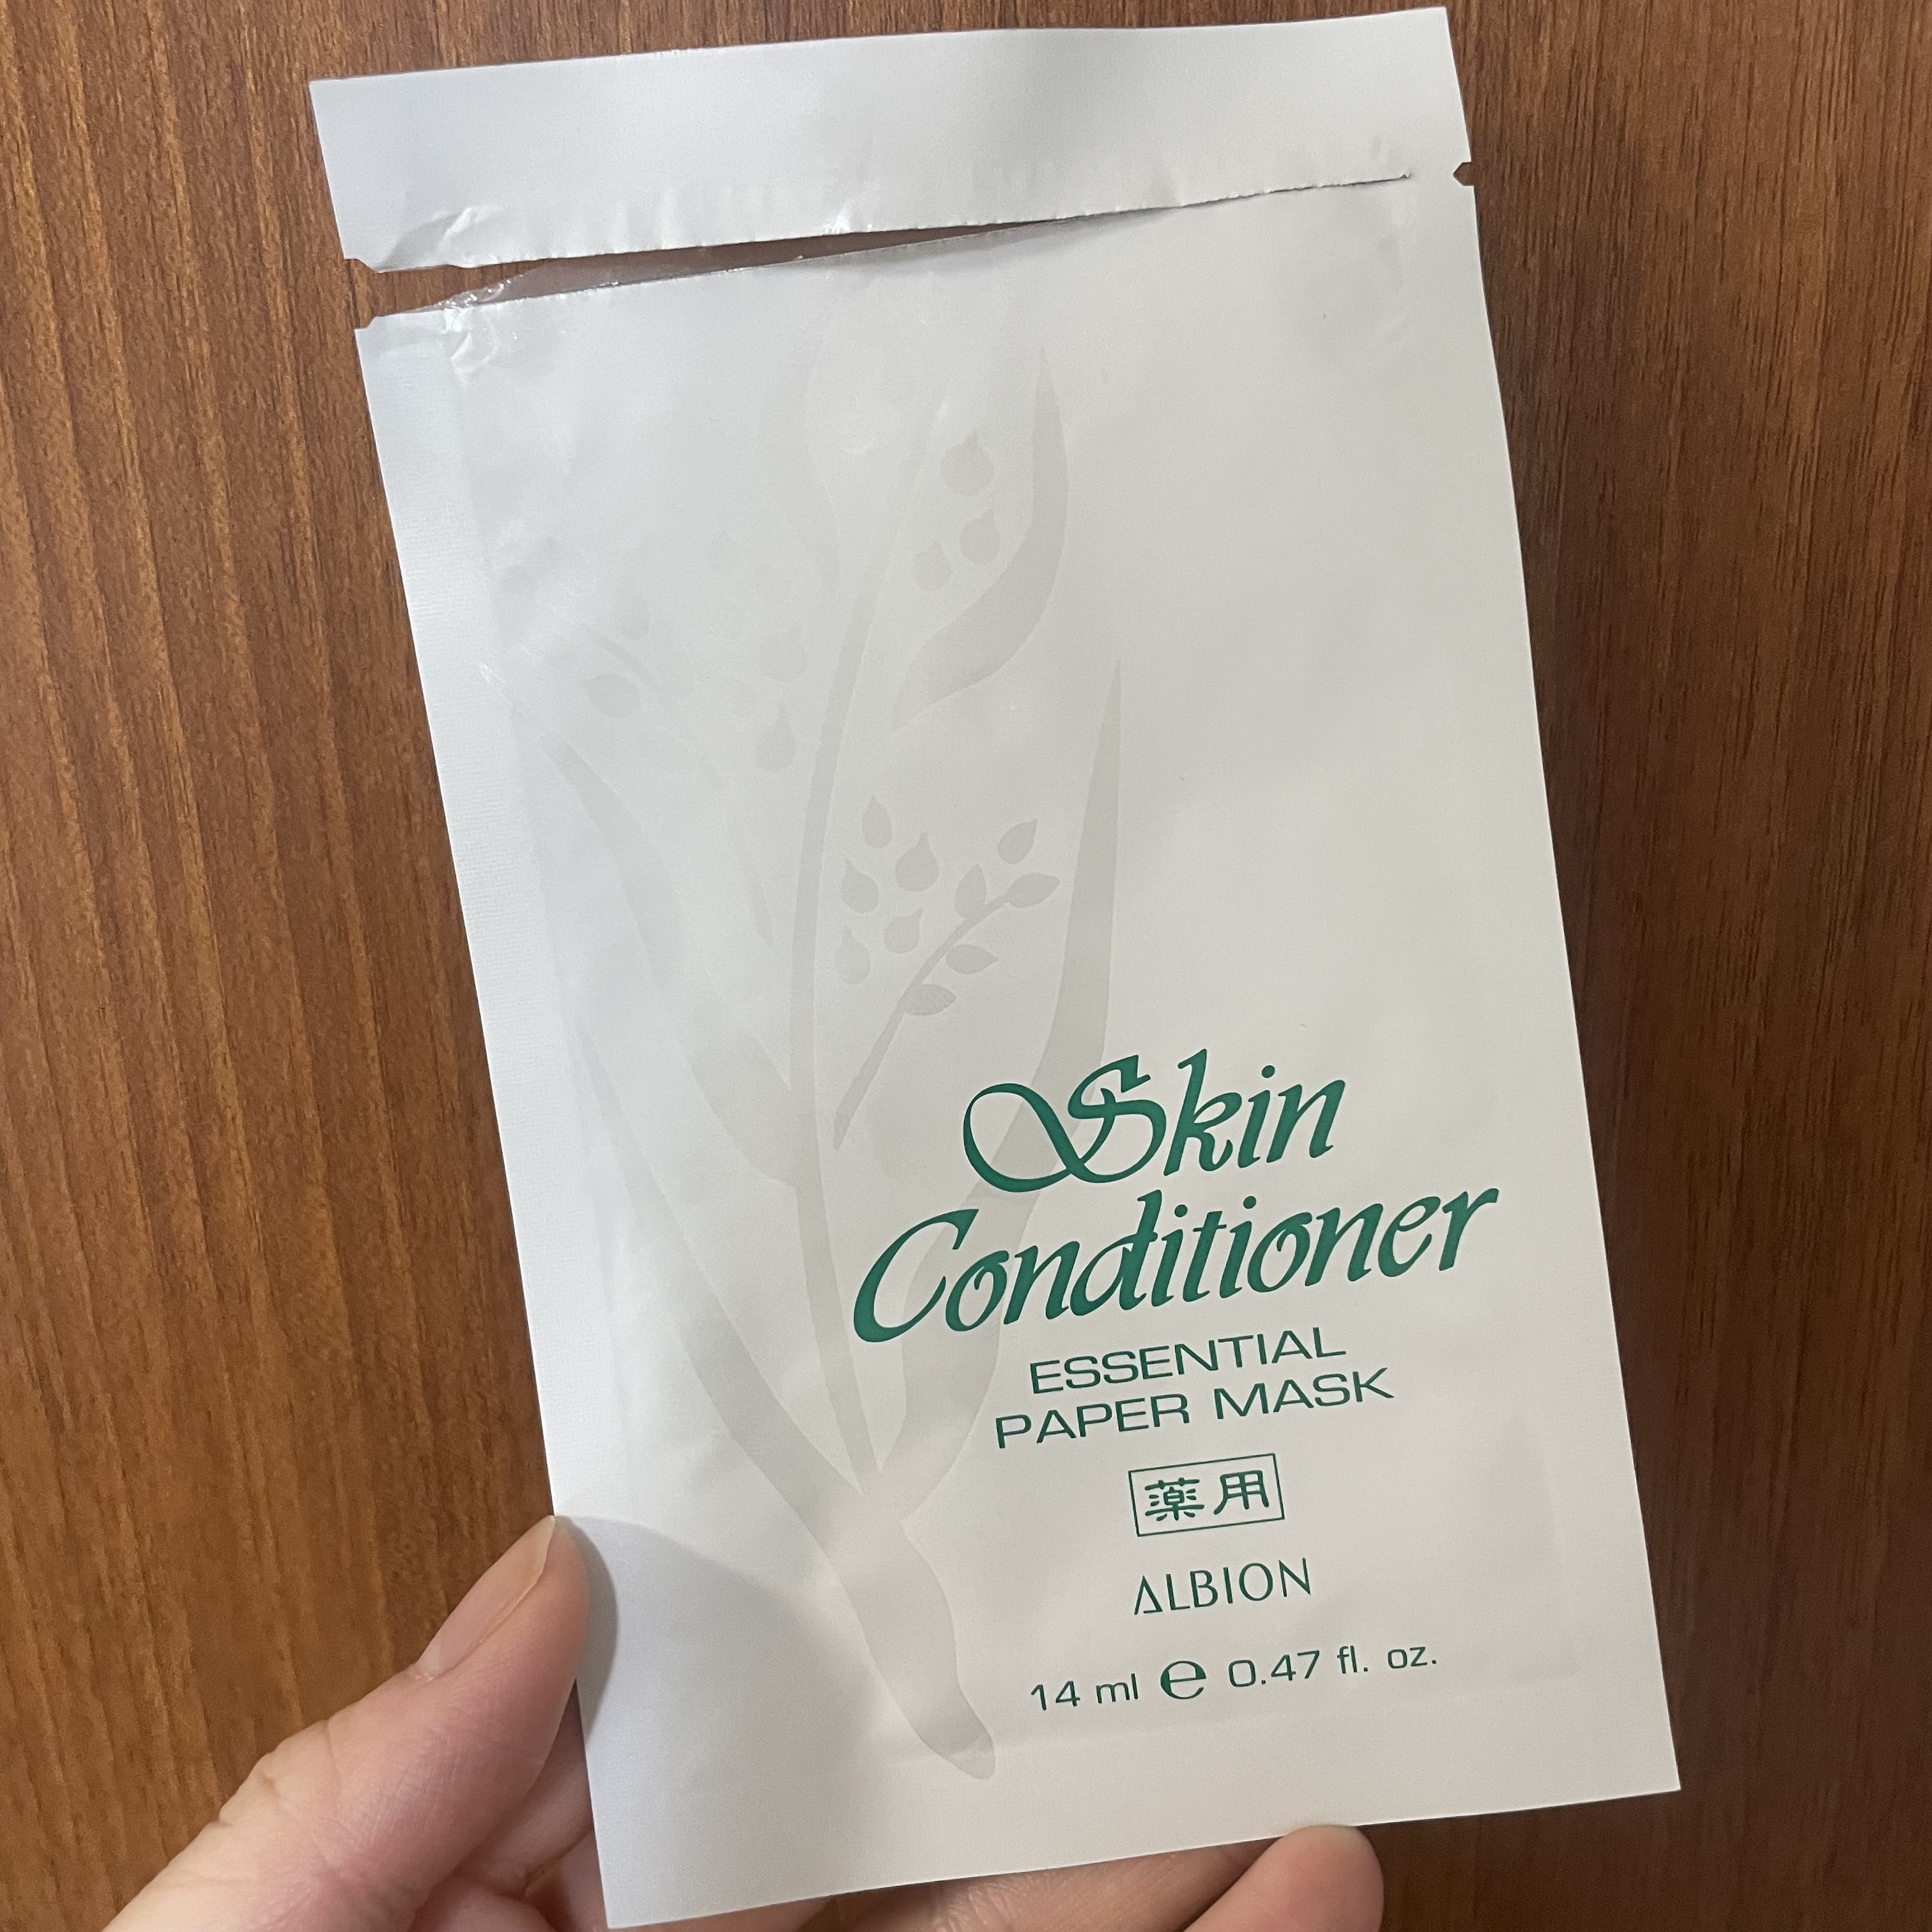 Skin
Conditioner
ESSENTIAL
PAPER MASK
薬用
ALBION
14 ml ℮ 0.47 fl. oz.